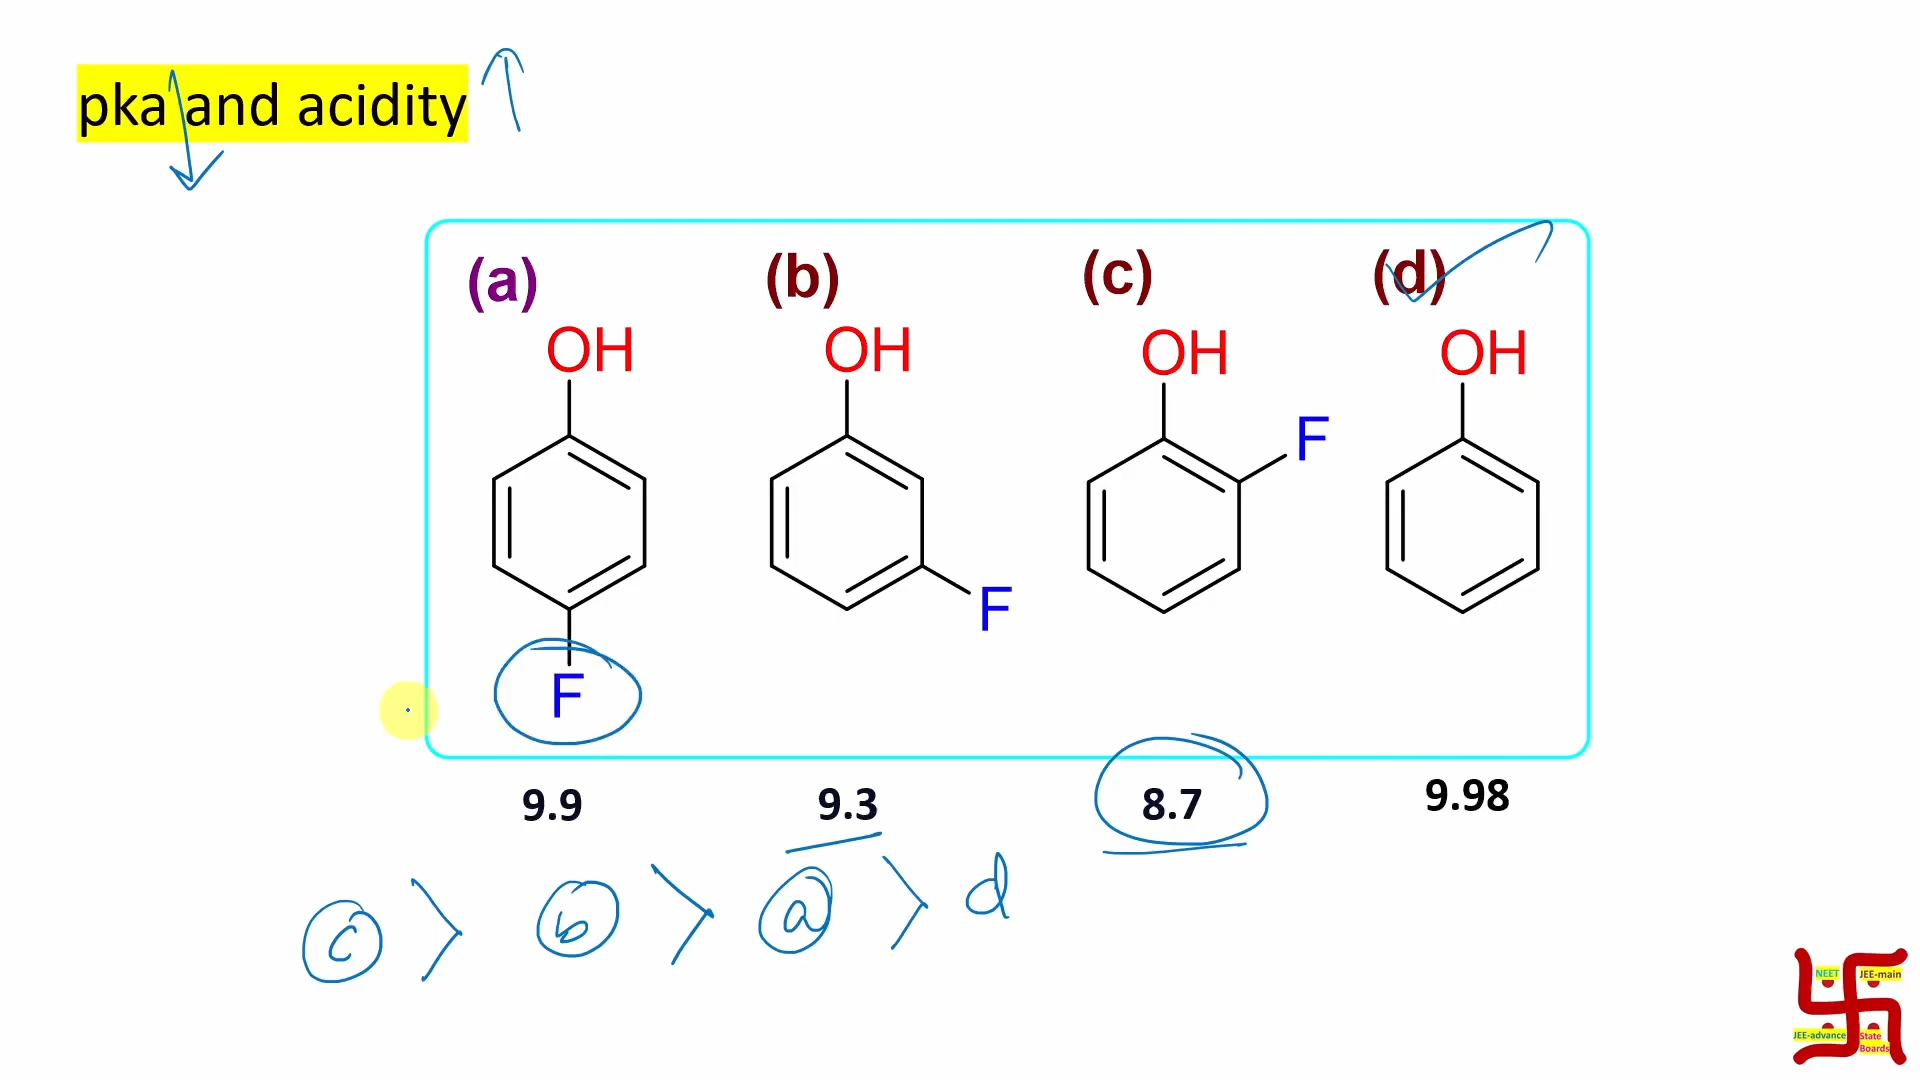 pka and acidity
(a) (b) (c) (d)
OH OH OH OH
F
F
F
9.9 9.3 8.7 9.98
c > b > a > d
NEET JEE-main
JEE-advance State
Boards